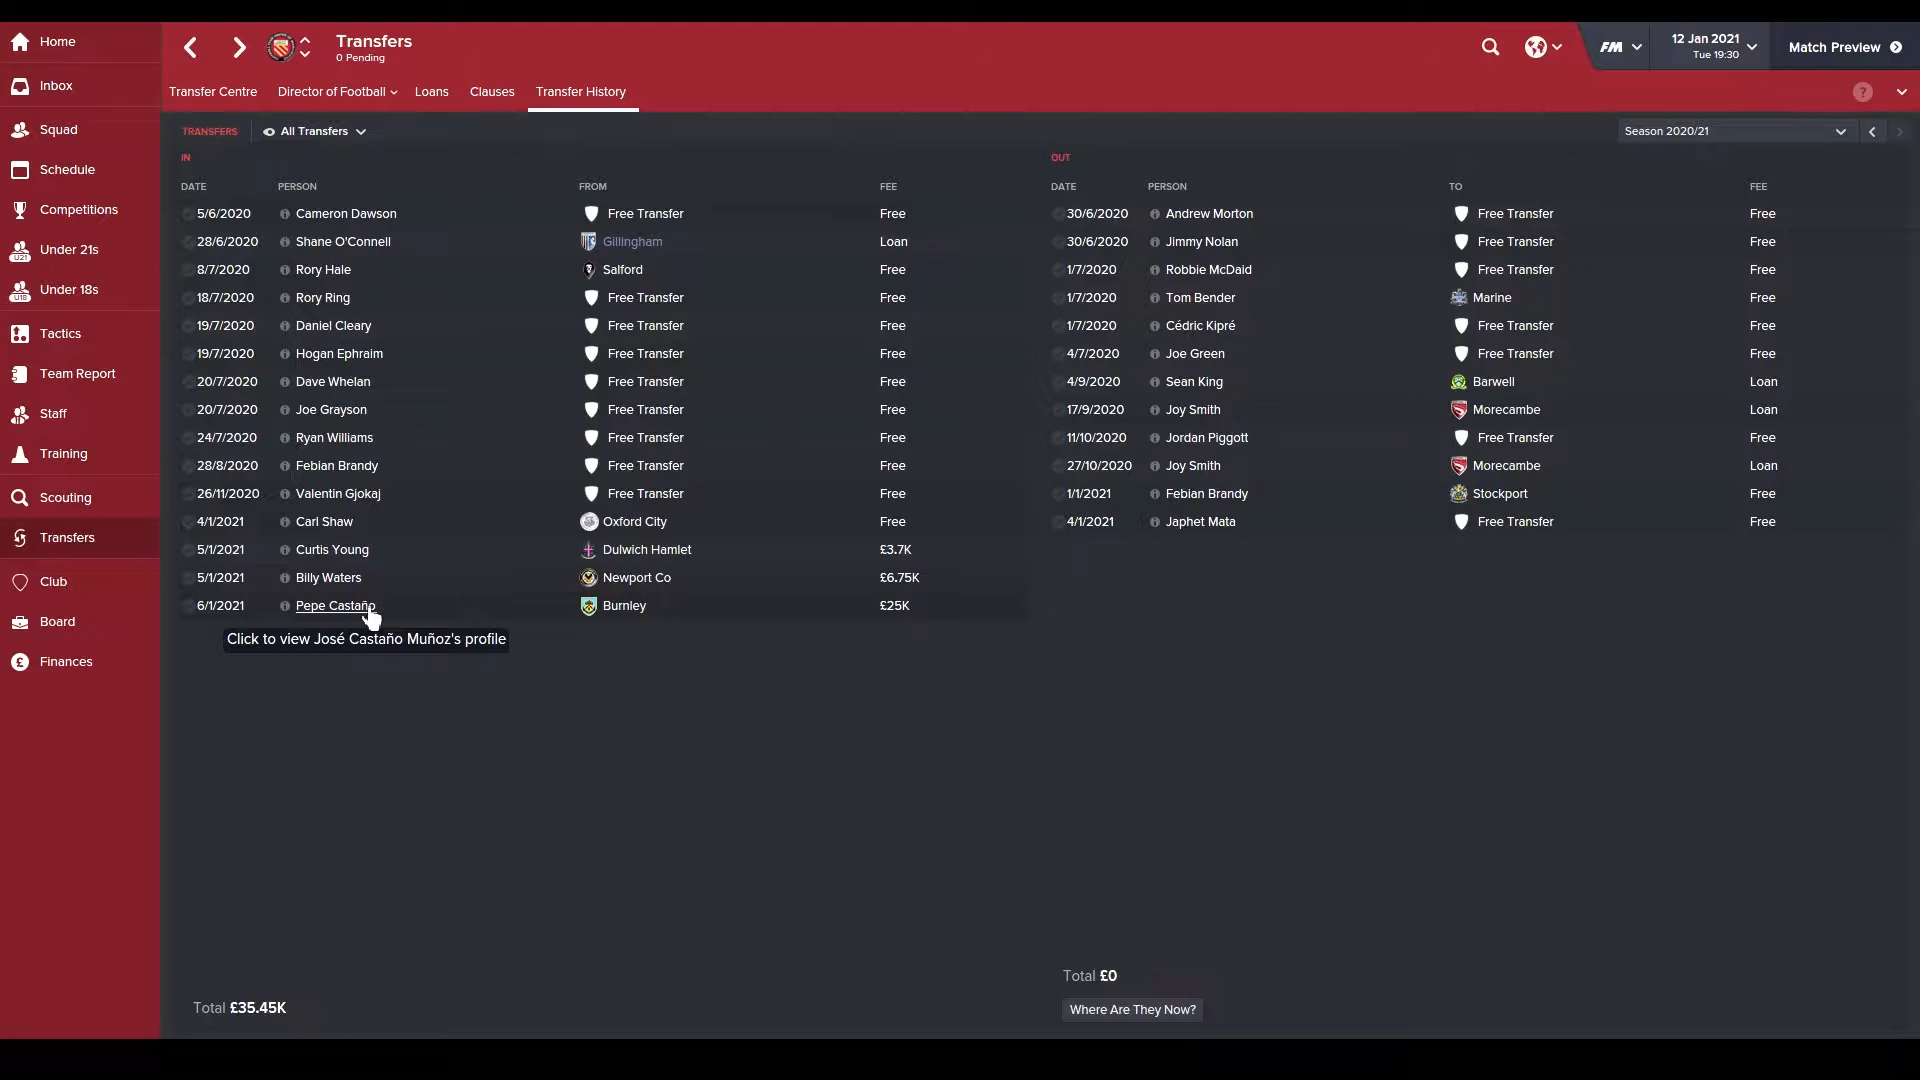 Home
Inbox
Squad
Schedule
Competitions
Under 21s
Under 18s
Tactics
Team Report
Staff
Training
Scouting
Transfers
Club
Board
Finances
Transfers
0 Pending
FM
12 Jan 2021
Tue 19:30
Match Preview
Transfer Centre Director of Football Loans Clauses Transfer History
?
TRANSFERS All Transfers Season 2020/21
IN
DATE PERSON FROM FEE
5/6/2020 Cameron Dawson Free Transfer Free
28/6/2020 Shane O'Connell Gillingham Loan
8/7/2020 Rory Hale Salford Free
18/7/2020 Rory Ring Free Transfer Free
19/7/2020 Daniel Cleary Free Transfer Free
19/7/2020 Hogan Ephraim Free Transfer Free
20/7/2020 Dave Whelan Free Transfer Free
20/7/2020 Joe Grayson Free Transfer Free
24/7/2020 Ryan Williams Free Transfer Free
28/8/2020 Febian Brandy Free Transfer Free
26/11/2020 Valentin Gjokaj Free Transfer Free
4/1/2021 Carl Shaw Oxford City Free
5/1/2021 Curtis Young Dulwich Hamlet £3.7K
5/1/2021 Billy Waters Newport Co £6.75K
6/1/2021 Pepe Castaño Burnley £25K
Click to view José Castaño Muñoz's profile
Total £35.45K
OUT
DATE PERSON TO FEE
30/6/2020 Andrew Morton Free Transfer Free
30/6/2020 Jimmy Nolan Free Transfer Free
1/7/2020 Robbie McDaid Free Transfer Free
1/7/2020 Tom Bender Marine Free
1/7/2020 Cédric Kipré Free Transfer Free
4/7/2020 Joe Green Free Transfer Free
4/9/2020 Sean King Barwell Loan
17/9/2020 Joy Smith Morecambe Loan
11/10/2020 Jordan Piggott Free Transfer Free
27/10/2020 Joy Smith Morecambe Loan
1/1/2021 Febian Brandy Stockport Free
4/1/2021 Japhet Mata Free Transfer Free
Total £0
Where Are They Now?